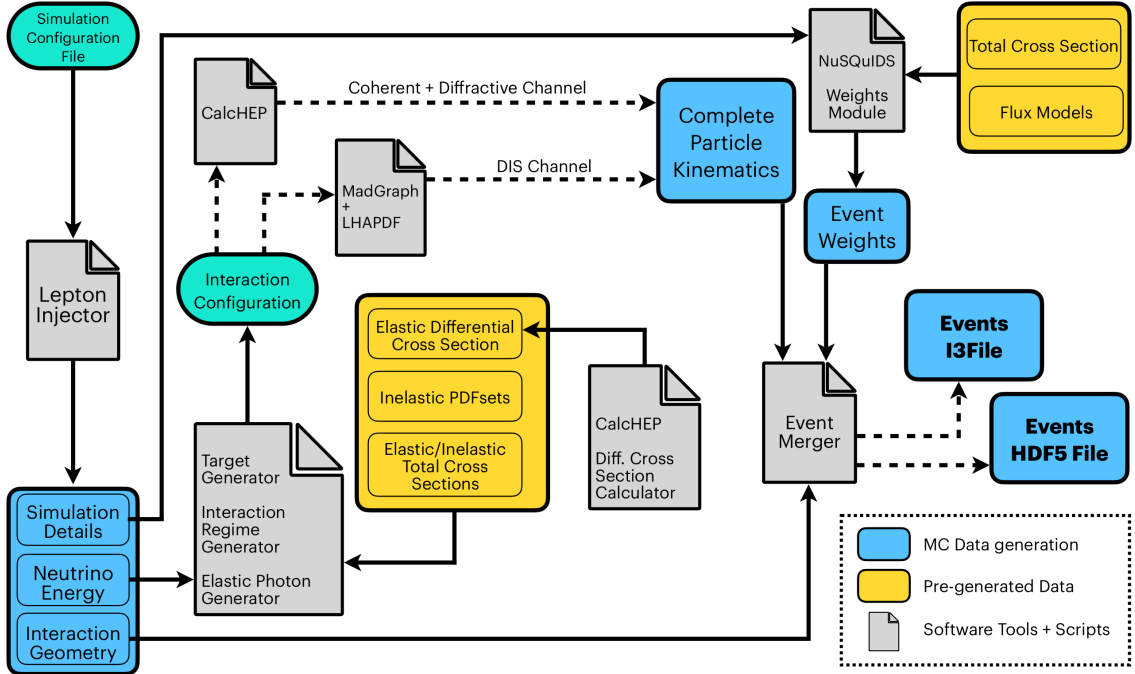 Simulation
Configuration
File
Lepton
Injector
Simulation
Details
Neutrino
Energy
Interaction
Geometry
CalcHEP
Coherent + Diffractive Channel
MadGraph
+
LHAPDF
DIS Channel
Interaction
Configuration
Target
Generator
Interaction
Regime
Generator
Elastic Photon
Generator
Elastic Differential
Cross Section
Inelastic PDFsets
Elastic/Inelastic
Total Cross
Sections
CalcHEP
Diff. Cross
Section
Calculator
Complete
Particle
Kinematics
NuSQuIDS
Weights
Module
Total Cross Section
Flux Models
Event
Weights
Event
Merger
Events
I3File
Events
HDF5 File
MC Data generation
Pre-generated Data
Software Tools + Scripts